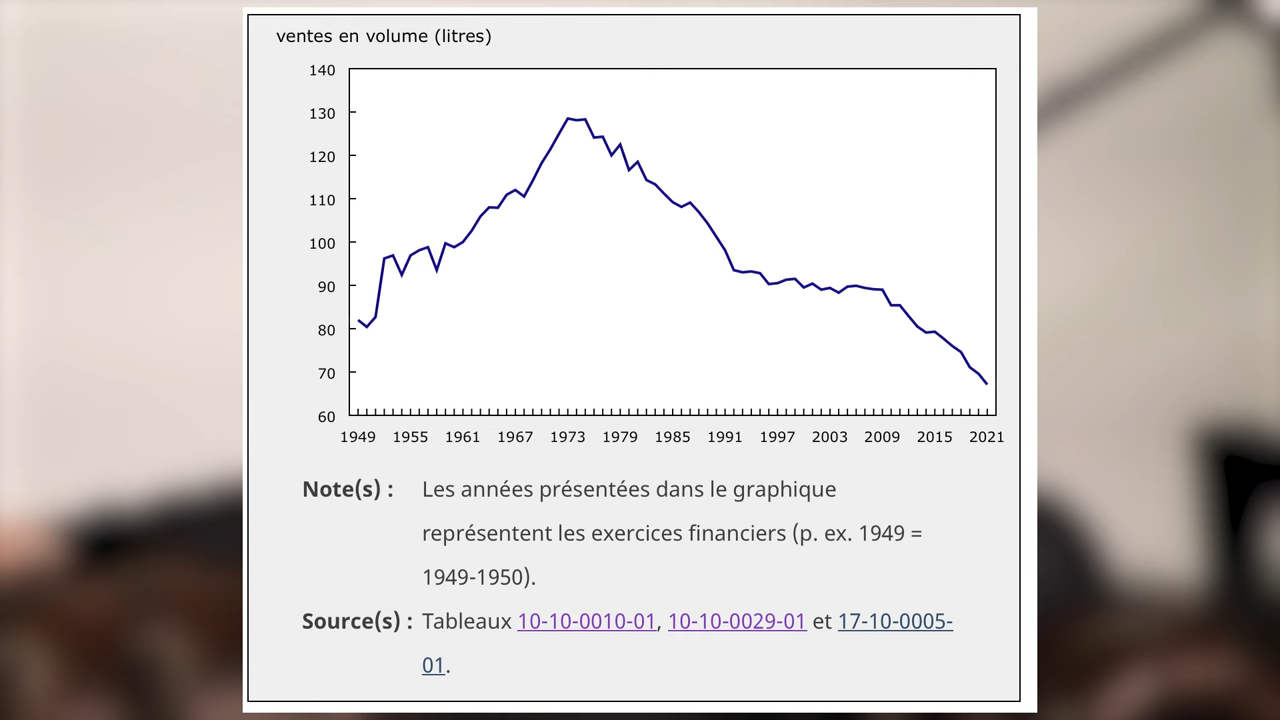 ventes en volume (litres)
140
130
120
110
100
90
80
70
60
1949 1955 1961 1967 1973 1979 1985 1991 1997 2003 2009 2015 2021
Note(s) : Les années présentées dans le graphique
représentent les exercices financiers (p. ex. 1949 =
1949-1950).
Source(s) : Tableaux 10-10-0010-01, 10-10-0029-01 et 17-10-0005-
01.